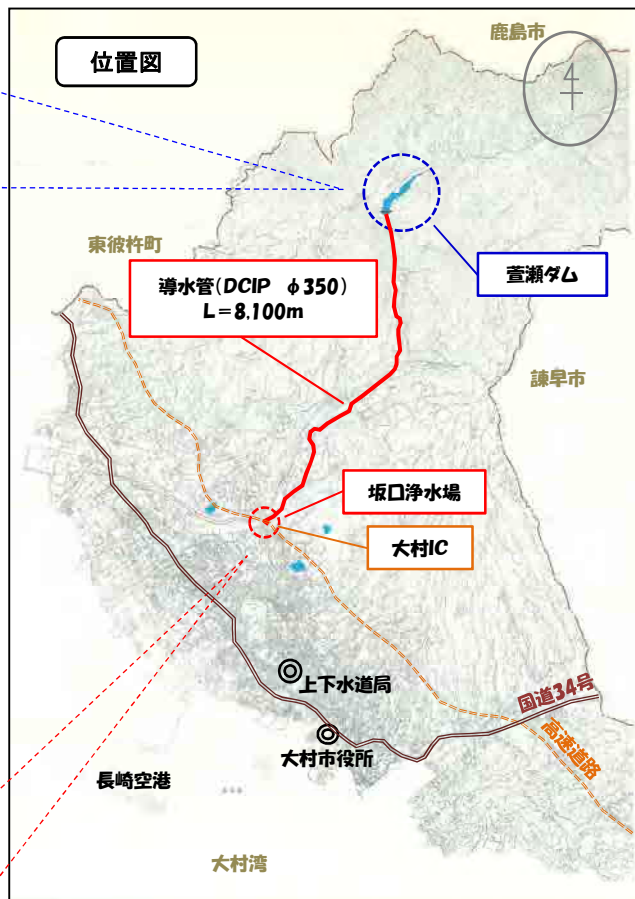 位置図
鹿島市
東彼杵町
萱瀬ダム
導水管(DCIP φ350)
L=8,100m
諫早市
坂口浄水場
大村IC
上下水道局
国道34号
高速道路
大村市役所
長崎空港
大村湾